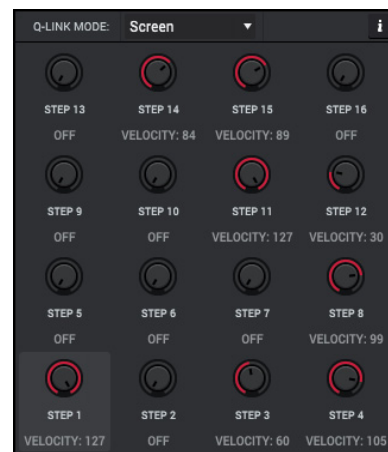 Q-LINK MODE: Screen i
STEP 13 STEP 14 STEP 15 STEP 16
OFF VELOCITY: 84 VELOCITY: 89 OFF
STEP 9 STEP 10 STEP 11 STEP 12
OFF OFF VELOCITY: 127 VELOCITY: 30
STEP 5 STEP 6 STEP 7 STEP 8
OFF OFF OFF VELOCITY: 99
STEP 1 STEP 2 STEP 3 STEP 4
VELOCITY: 127 OFF VELOCITY: 60 VELOCITY: 105